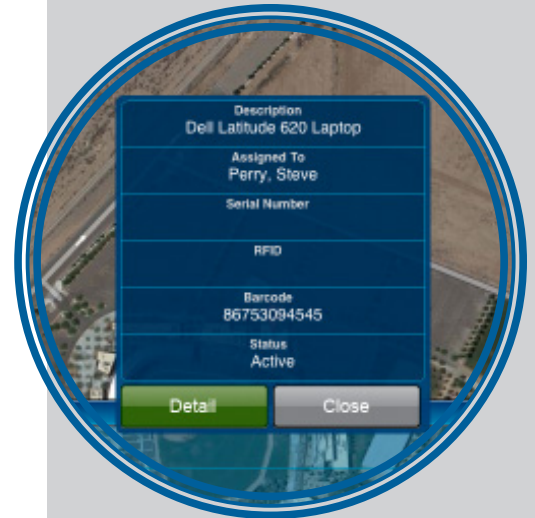 Description
Dell Latitude 620 Laptop
Assigned To
Perry, Steve
Serial Number
RFID
Barcode
86753094545
Status
Active
Detail
Close